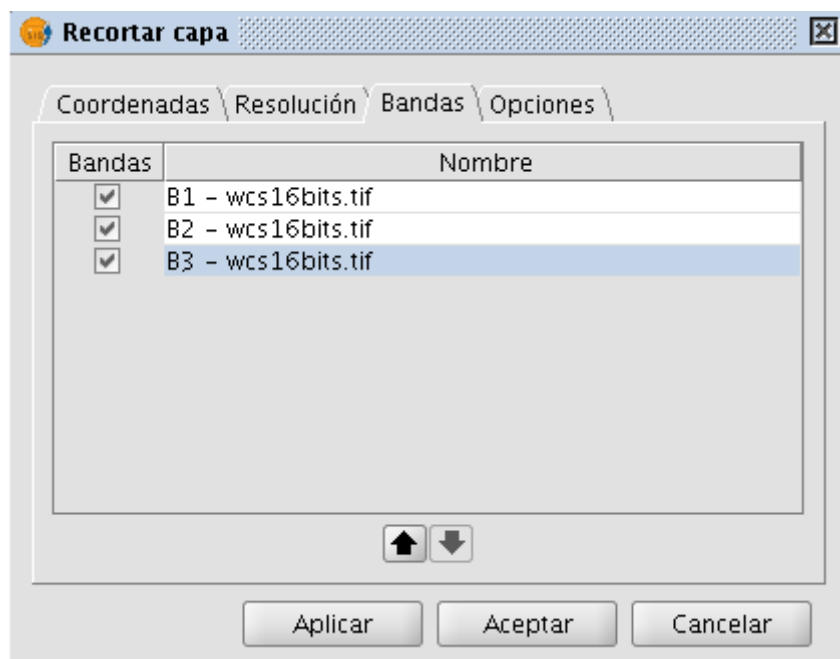 Recortar capa
Coordenadas Resolución Bandas Opciones
Bandas Nombre
B1 - wcs16bits.tif
B2 - wcs16bits.tif
B3 - wcs16bits.tif
Aplicar Aceptar Cancelar